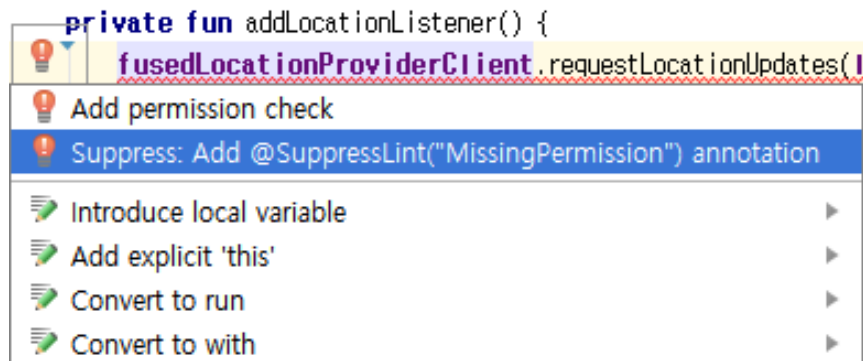 private fun addLocationListener() {
fusedLocationProviderClient.requestLocationUpdates(
Add permission check
Suppress: Add @SuppressLint("MissingPermission") annotation
Introduce local variable
Add explicit 'this'
Convert to run
Convert to with